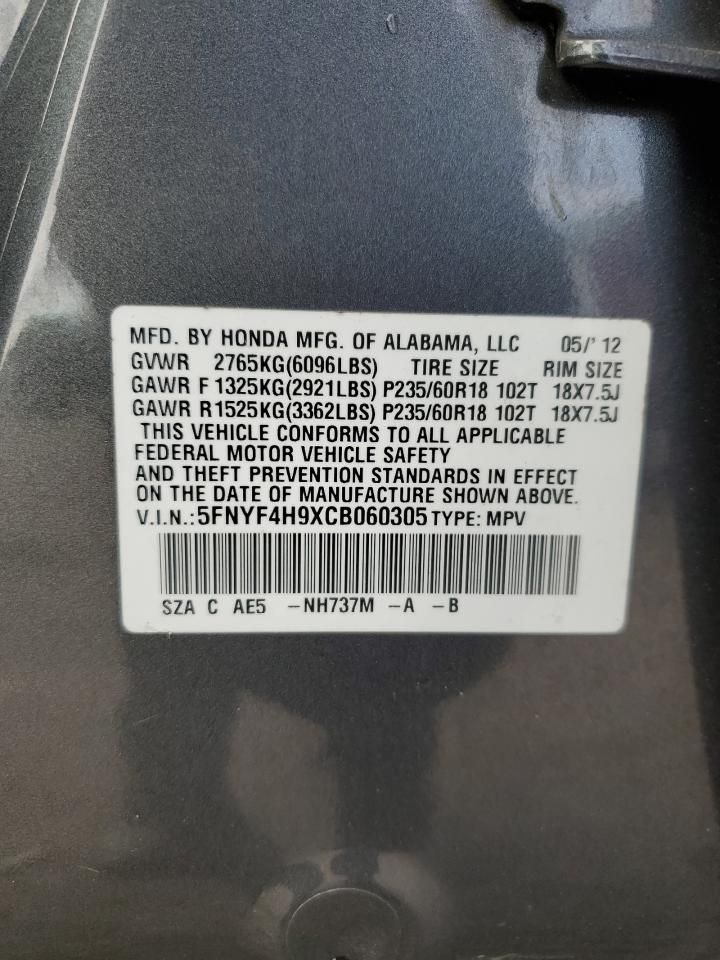 MFD. BY HONDA MFG. OF ALABAMA, LLC 05/'12
GVWR 2765KG(6096LBS) TIRE SIZE RIM SIZE
GAWR F 1325KG(2921LBS) P235/60R18 102T 18X7.5J
GAWR R1525KG(3362LBS) P235/60R18 102T 18X7.5J
THIS VEHICLE CONFORMS TO ALL APPLICABLE
FEDERAL MOTOR VEHICLE SAFETY
AND THEFT PREVENTION STANDARDS IN EFFECT
ON THE DATE OF MANUFACTURE SHOWN ABOVE.
V.I.N.:5FNYF4H9XCB060305 TYPE: MPV
SZA C AE5 -NH737M -A -B